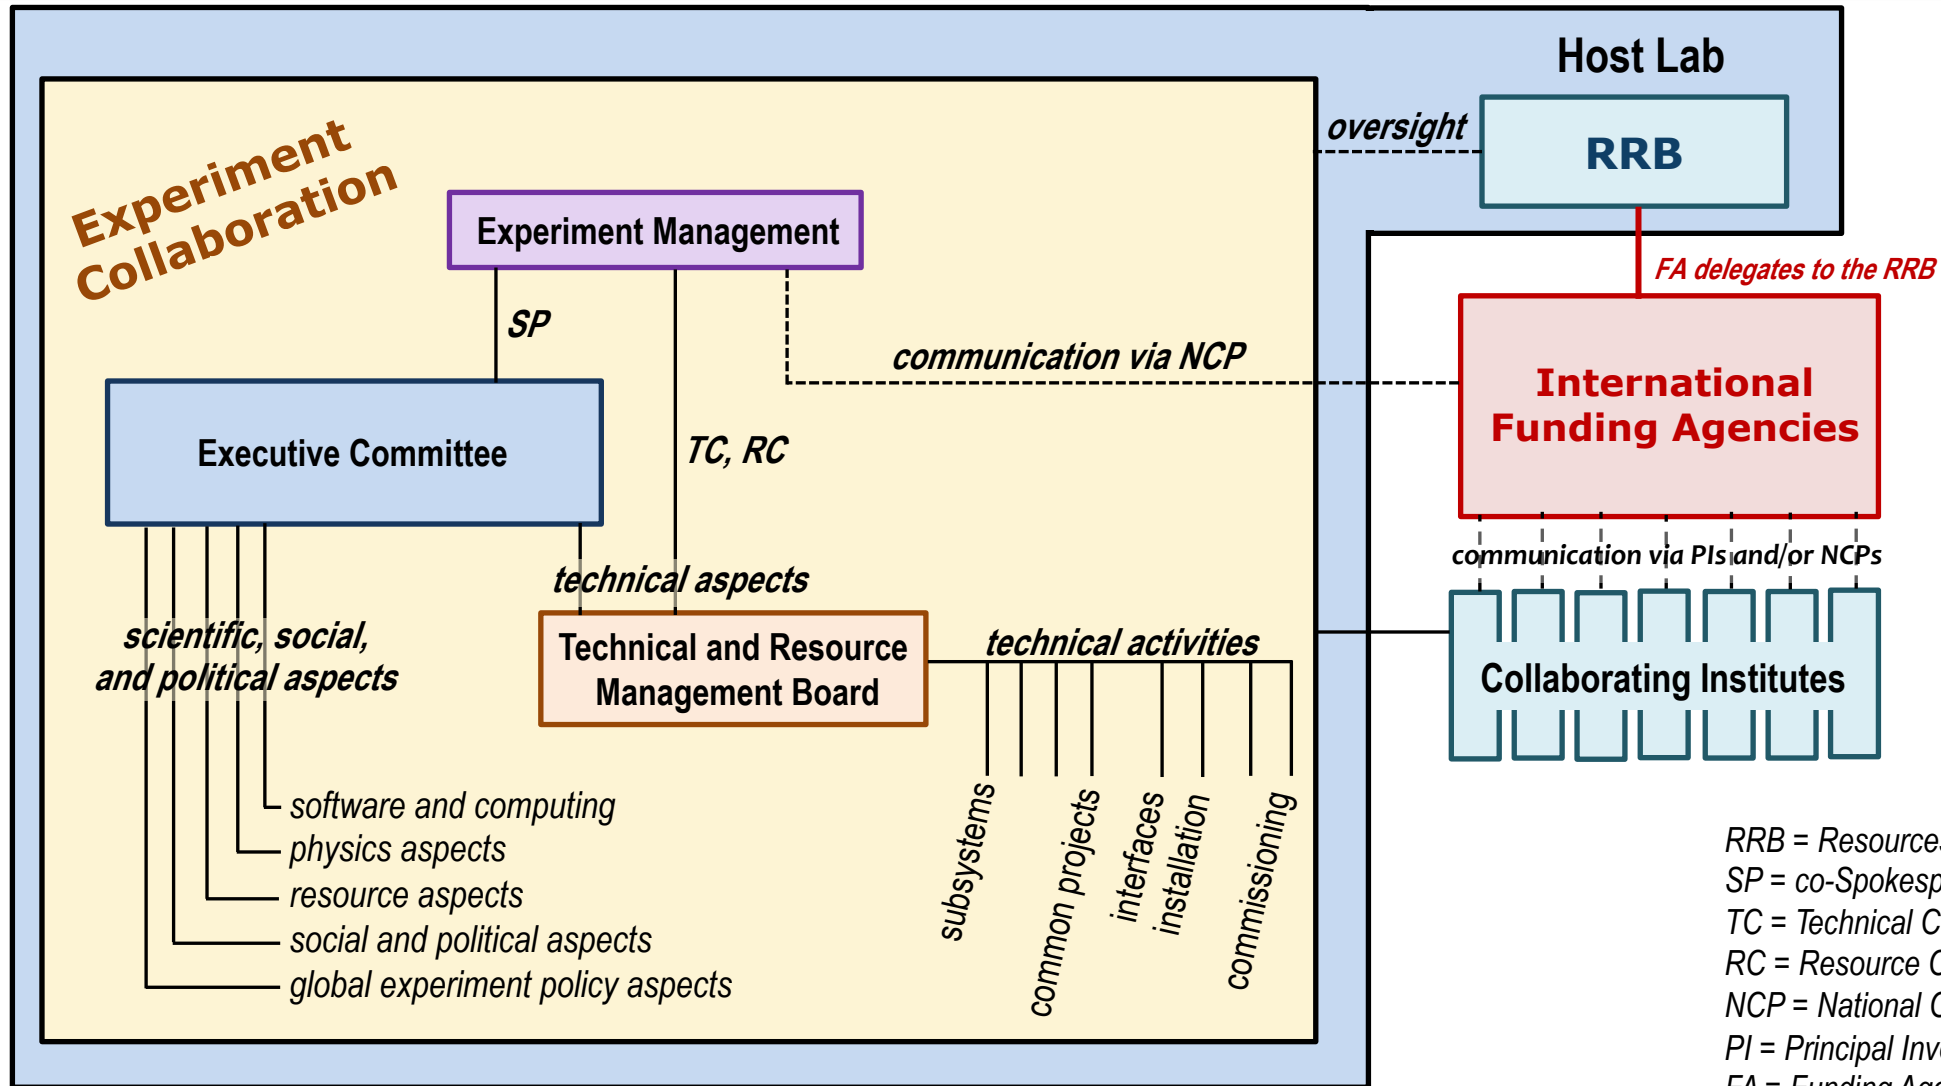 Host Lab
oversight
RRB
Experiment
Collaboration
Experiment Management
FA delegates to the RRB
SP
communication via NCP
International
Funding Agencies
Executive Committee
TC, RC
communication via PIs and/or NCPs
technical aspects
scientific, social,
and political aspects
Technical and Resource
Management Board
technical activities
Collaborating Institutes
software and computing
physics aspects
resource aspects
social and political aspects
global experiment policy aspects
subsystems
common projects
interfaces
installation
commissioning
RRB = Resources
SP = co-Spokesp
TC = Technical C
RC = Resource
NCP = National
PI = Principal Inv
FA = Funding Age